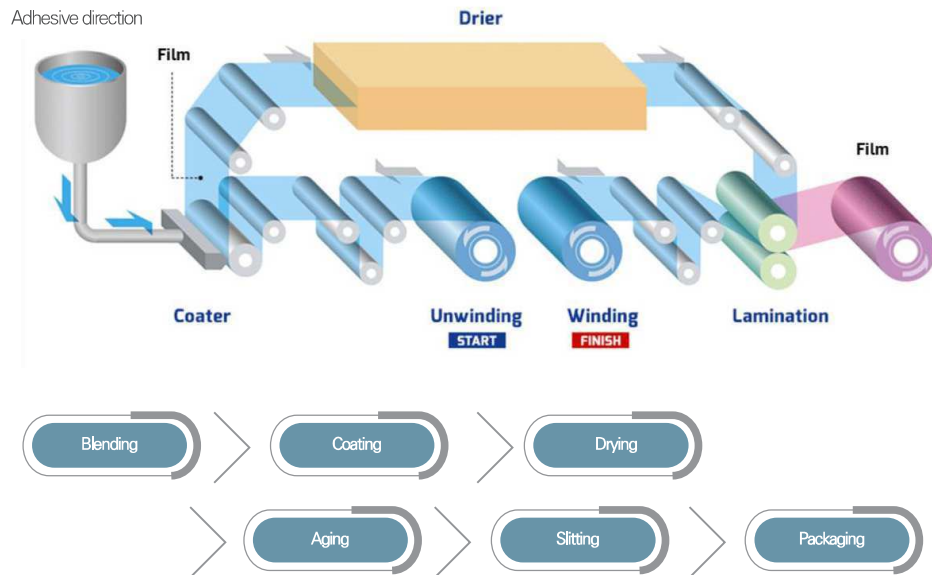 Adhesive direction
Drier
Film
Film
Coater
Unwinding
START
Winding
FINISH
Lamination
Blending
Coating
Drying
Aging
Slitting
Packaging